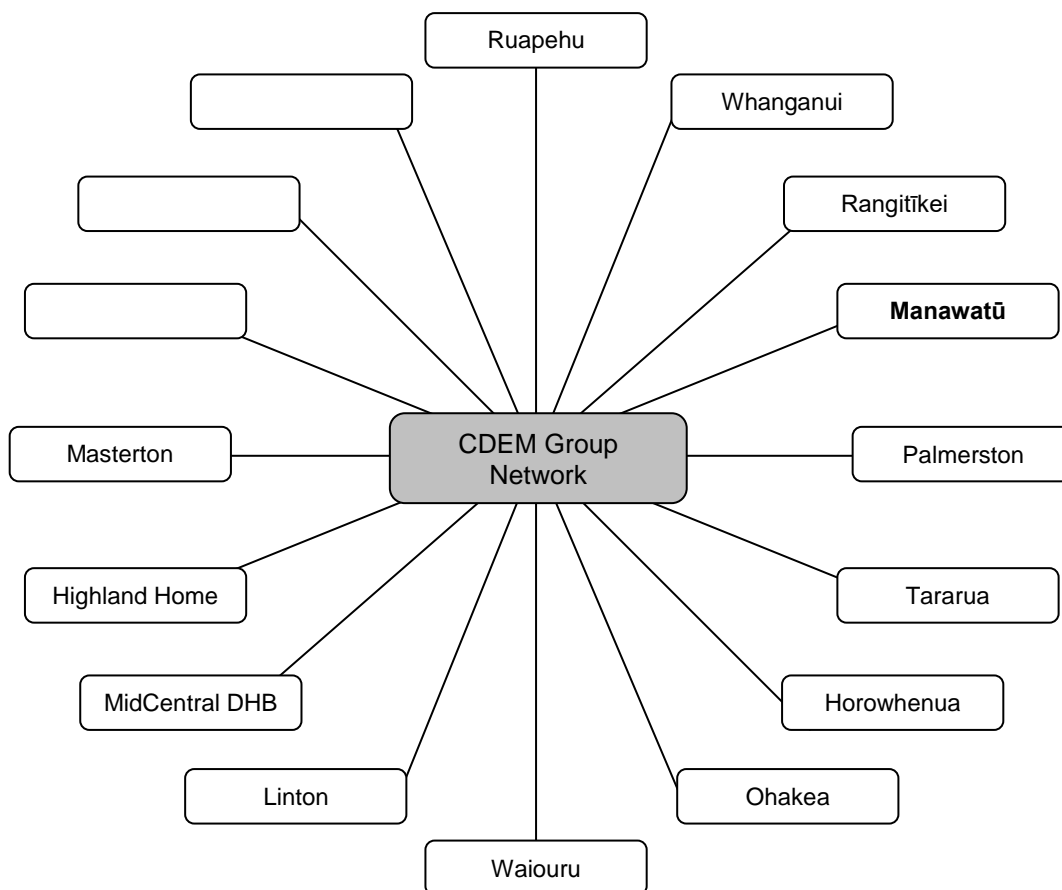 Ruapehu
Whanganui
Rangitīkei
Manawatū
CDEM Group
Network
Masterton
Palmerston
Highland Home
Tararua
MidCentral DHB
Horowhenua
Linton
Ohakea
Waiouru